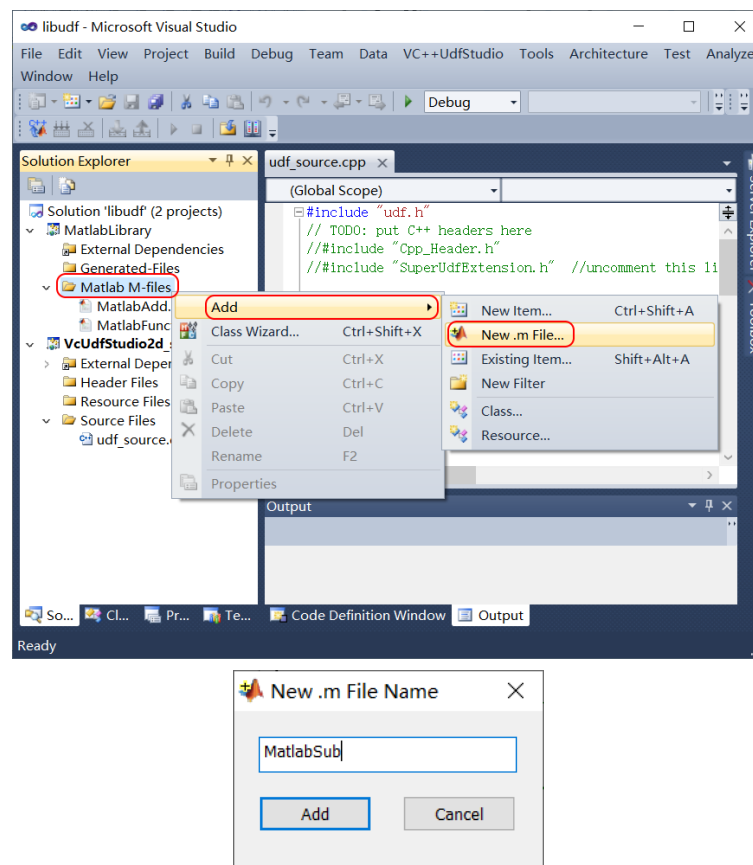 libudf - Microsoft Visual Studio
File Edit View Project Build Debug Team Data VC++UdfStudio Tools Architecture Test Analyze
Window Help
Debug
Solution Explorer
udf_source.cpp
(Global Scope)
Solution 'libudf' (2 projects)
MatlabLibrary
External Dependencies
Generated-Files
Matlab M-files
MatlabAdd.
MatlabFunc
VcUdfStudio2d_s
External Deper
Header Files
Resource Files
Source Files
udf_source.
#include "udf.h"
// TODO: put C++ headers here
//#include "Cpp_Header.h"
//#include "SuperUdfExtension.h" //uncomment this li
Add
Class Wizard... Ctrl+Shift+X
Cut Ctrl+X
Copy Ctrl+C
Paste Ctrl+V
Delete Del
Rename F2
Properties
New Item... Ctrl+Shift+A
New .m File...
Existing Item... Shift+Alt+A
New Filter
Class...
Resource...
Server Explorer
Toolbox
Output
So... Cl... Pr... Te... Code Definition Window Output
Ready
New .m File Name
MatlabSub
Add Cancel